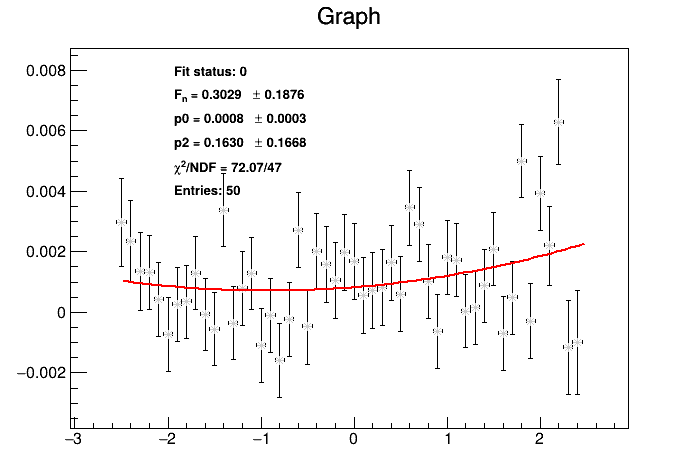 Graph
Fit status: 0
Fn = 0.3029 ± 0.1876
p0 = 0.0008 ± 0.0003
p2 = 0.1630 ± 0.1668
χ²/NDF = 72.07/47
Entries: 50
0.008
0.006
0.004
0.002
0
−0.002
−3 −2 −1 0 1 2